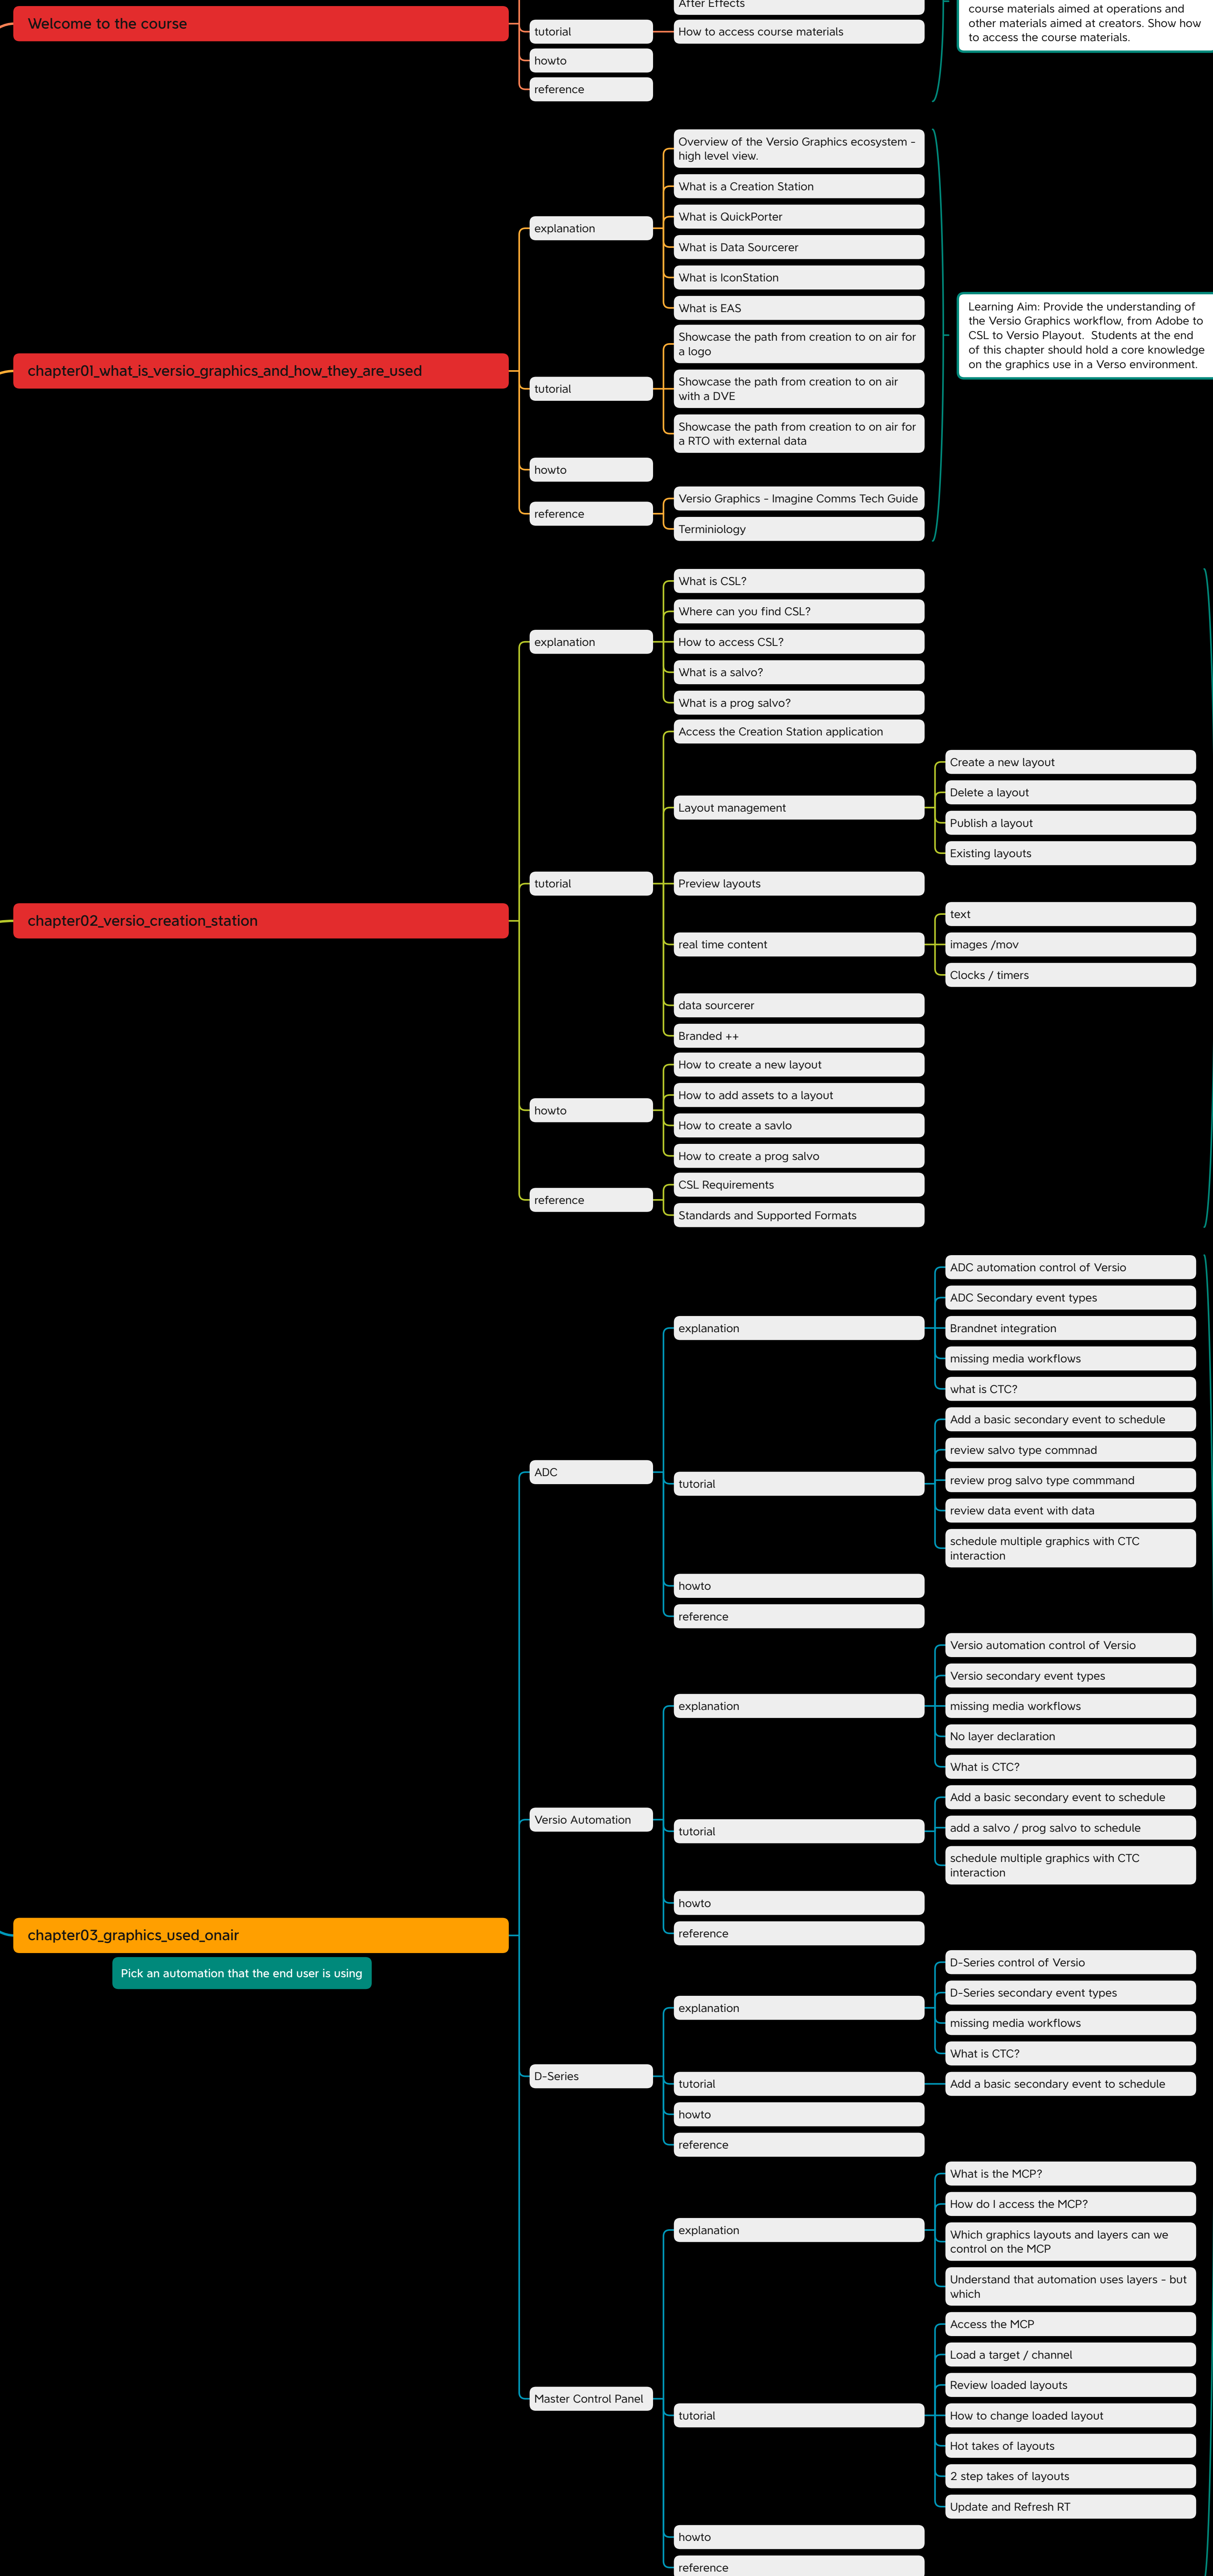 After Effects
Welcome to the course
tutorial
How to access course materials
howto
reference
course materials aimed at operations and
other materials aimed at creators. Show how
to access the course materials.
chapter01_what_is_versio_graphics_and_how_they_are_used
explanation
Overview of the Versio Graphics ecosystem -
high level view.
What is a Creation Station
What is QuickPorter
What is Data Sourcerer
What is IconStation
What is EAS
tutorial
Showcase the path from creation to on air for
a logo
Showcase the path from creation to on air
with a DVE
Showcase the path from creation to on air for
a RTO with external data
howto
reference
Versio Graphics - Imagine Comms Tech Guide
Terminiology
Learning Aim: Provide the understanding of
the Versio Graphics workflow, from Adobe to
CSL to Versio Playout.  Students at the end
of this chapter should hold a core knowledge
on the graphics use in a Verso environment.
chapter02_versio_creation_station
explanation
What is CSL?
Where can you find CSL?
How to access CSL?
What is a salvo?
What is a prog salvo?
tutorial
Access the Creation Station application
Layout management
Create a new layout
Delete a layout
Publish a layout
Existing layouts
Preview layouts
real time content
text
images /mov
Clocks / timers
data sourcerer
Branded ++
howto
How to create a new layout
How to add assets to a layout
How to create a savlo
How to create a prog salvo
reference
CSL Requirements
Standards and Supported Formats
chapter03_graphics_used_onair
Pick an automation that the end user is using
ADC
explanation
ADC automation control of Versio
ADC Secondary event types
Brandnet integration
missing media workflows
what is CTC?
tutorial
Add a basic secondary event to schedule
review salvo type commnad
review prog salvo type commmand
review data event with data
schedule multiple graphics with CTC
interaction
howto
reference
Versio Automation
explanation
Versio automation control of Versio
Versio secondary event types
missing media workflows
No layer declaration
What is CTC?
tutorial
Add a basic secondary event to schedule
add a salvo / prog salvo to schedule
schedule multiple graphics with CTC
interaction
howto
reference
D-Series
explanation
D-Series control of Versio
D-Series secondary event types
missing media workflows
What is CTC?
tutorial
Add a basic secondary event to schedule
howto
reference
Master Control Panel
explanation
What is the MCP?
How do I access the MCP?
Which graphics layouts and layers can we
control on the MCP
Understand that automation uses layers - but
which
tutorial
Access the MCP
Load a target / channel
Review loaded layouts
How to change loaded layout
Hot takes of layouts
2 step takes of layouts
Update and Refresh RT
howto
reference